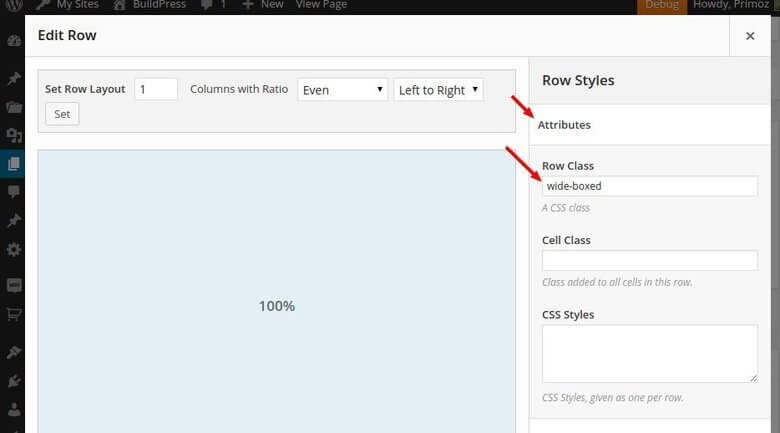 My Sites BuildPress 1 New View Page Debug Howdy, Primoz
Edit Row
×
Set Row Layout 1 Columns with Ratio Even Left to Right
Set
100%
Row Styles
Attributes
Row Class
wide-boxed
A CSS class
Cell Class
Class added to all cells in this row.
CSS Styles
CSS Styles, given as one per row.